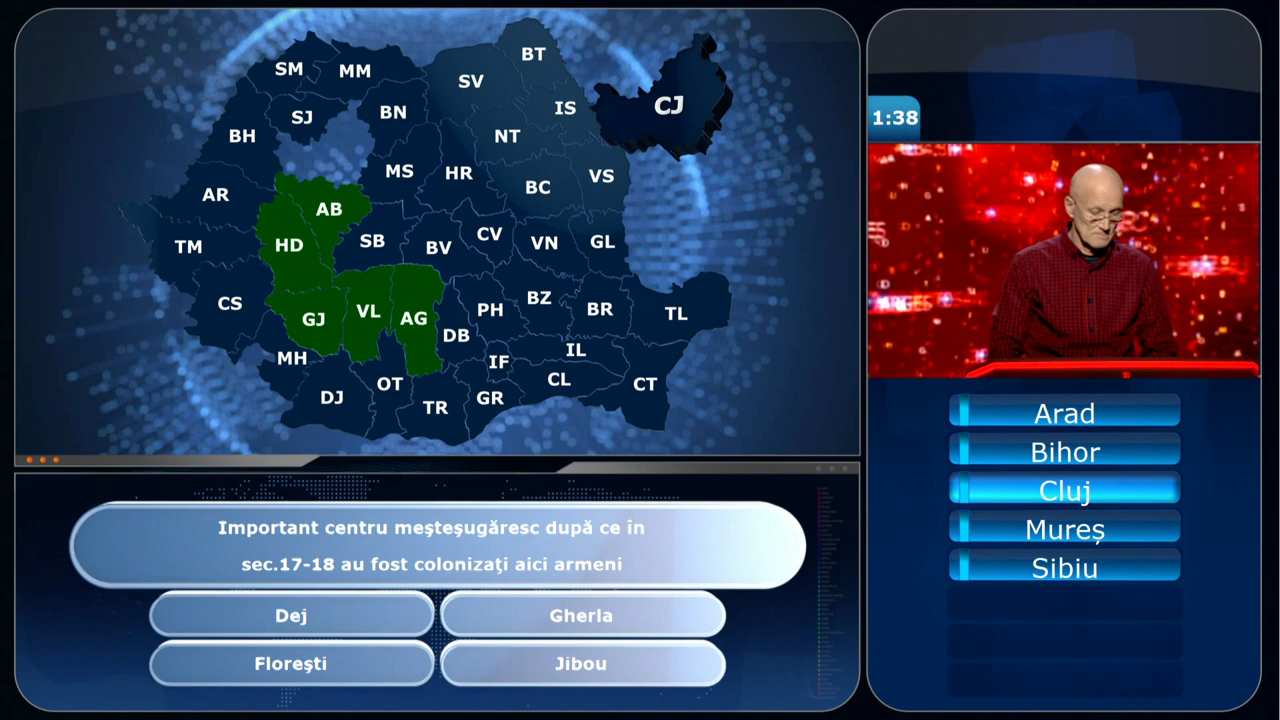 SM
MM
BT
SV
CJ
SJ
BN
IS
BH
NT
MS
HR
VS
BC
AR
AB
TM
HD
SB
BV
CV
VN
GL
CS
GJ
VL
AG
PH
BZ
BR
TL
DB
MH
IF
IL
OT
CL
CT
DJ
TR
GR
1:38
Arad
Bihor
Cluj
Mureș
Sibiu
Important centru meşteşugăresc după ce în
sec.17-18 au fost colonizaţi aici armeni
Dej
Gherla
Floreşti
Jibou